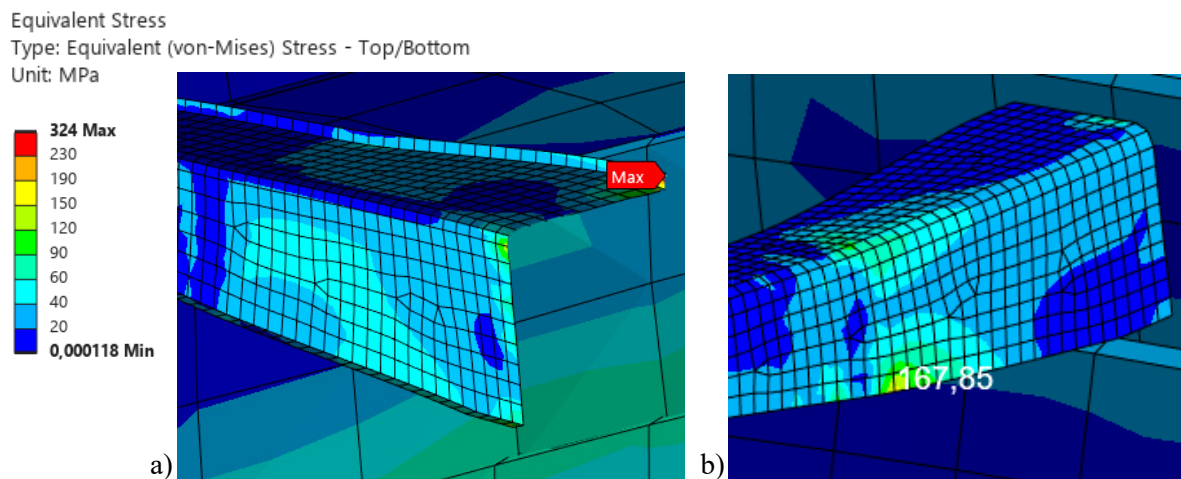 Equivalent Stress
Type: Equivalent (von-Mises) Stress - Top/Bottom
Unit: MPa
324 Max
230
190
150
120
90
60
40
20
0,000118 Min
Max
167,85
a)
b)